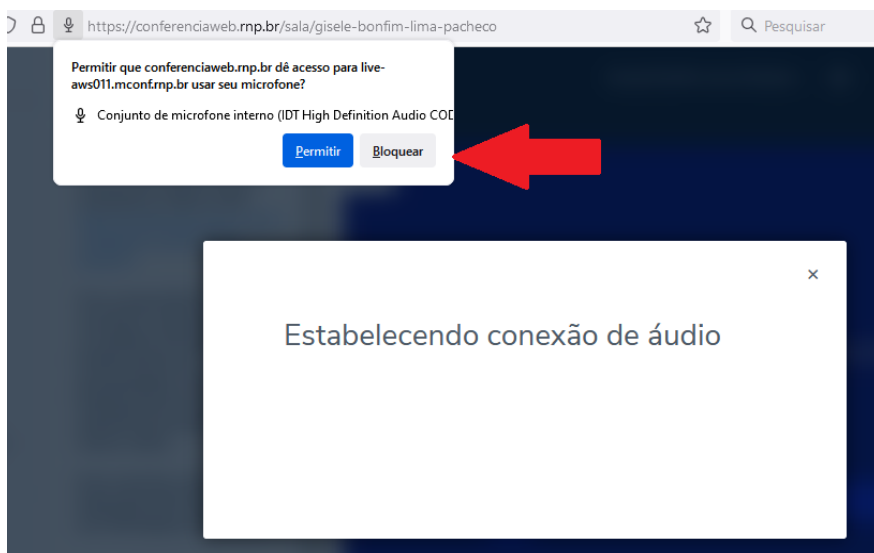 https://conferenciaweb.rnp.br/sala/gisele-bonfim-lima-pacheco
Pesquisar
Permitir que conferenciaweb.rnp.br dê acesso para live-
aws011.mconf.rnp.br usar seu microfone?
Conjunto de microfone interno (IDT High Definition Audio COD
Permitir
Bloquear
×
Estabelecendo conexão de áudio